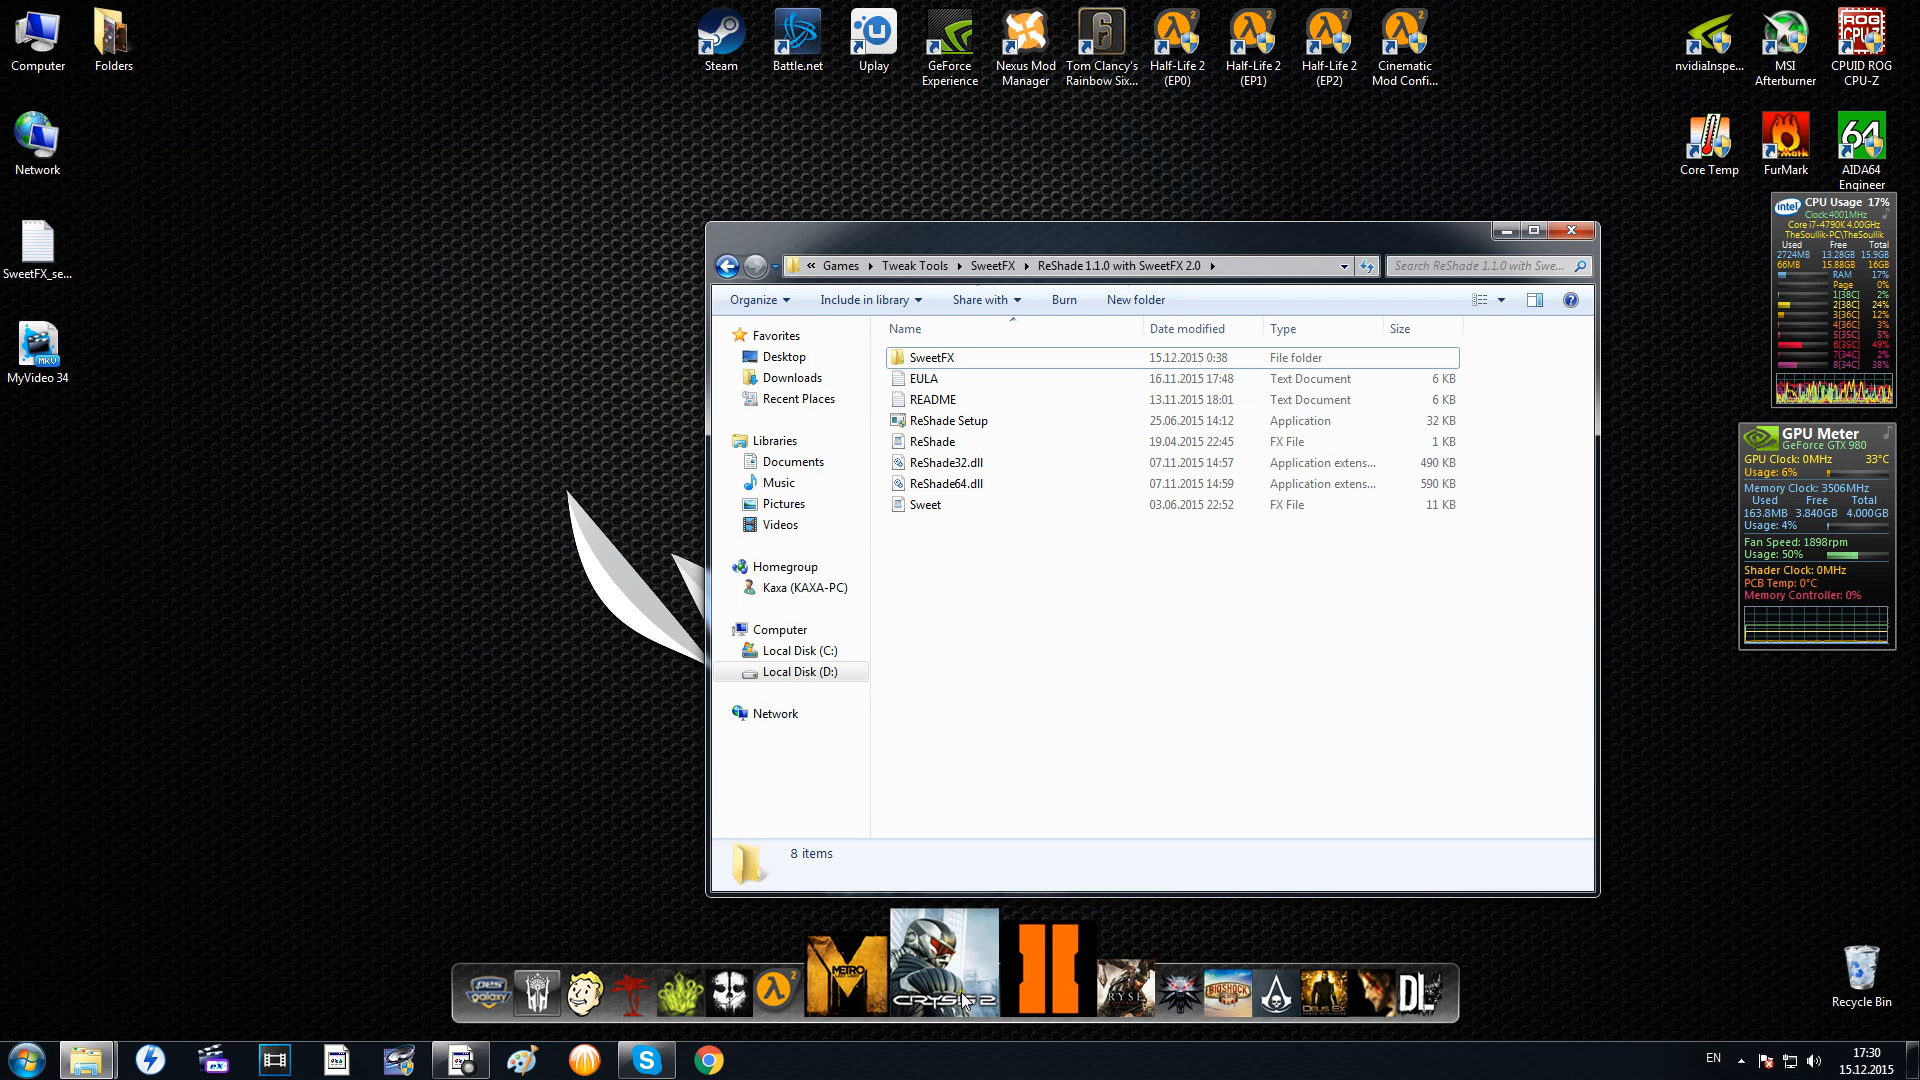 Computer
Folders
Steam
Battle.net
Uplay
GeForce
Experience
Nexus Mod
Manager
Tom Clancy's
Rainbow Six...
Half-Life 2
(EP0)
Half-Life 2
(EP1)
Half-Life 2
(EP2)
Cinematic
Mod Confi...
nvidiaInspe...
MSI
Afterburner
ROG
CPU-Z
CPUID ROG
CPU-Z
Network
SweetFX_se...
MKV
MyVideo 34
Core Temp
FurMark
64
AIDA64
Engineer
intel CPU Usage 17%
Clock:4001MHz
Core i7-4790K 4.00GHz
TheSoullik-PC\TheSoullik
Used Free Total
2724MB 13.28GB 15.9GB
66MB 15.88GB 16GB
RAM 17%
Page 0%
1[38C] 2%
2[38C] 24%
3[36C] 12%
4[36C] 3%
5[35C] 5%
6[35C] 49%
7[34C] 2%
8[34C] 38%
GPU Meter
GeForce GTX 980
GPU Clock: 0MHz 33°C
Usage: 6%
Memory Clock: 3506MHz
Used Free Total
163.8MB 3.840GB 4.000GB
Usage: 4%
Fan Speed: 1898rpm
Usage: 50%
Shader Clock: 0MHz
PCB Temp: 0°C
Memory Controller: 0%
« Games Tweak Tools SweetFX ReShade 1.1.0 with SweetFX 2.0
Search ReShade 1.1.0 with Swe...
Organize Include in library Share with Burn New folder
Name Date modified Type Size
SweetFX 15.12.2015 0:38 File folder
EULA 16.11.2015 17:48 Text Document 6 KB
README 13.11.2015 18:01 Text Document 6 KB
ReShade Setup 25.06.2015 14:12 Application 32 KB
ReShade 19.04.2015 22:45 FX File 1 KB
ReShade32.dll 07.11.2015 14:57 Application extens... 490 KB
ReShade64.dll 07.11.2015 14:59 Application extens... 590 KB
Sweet 03.06.2015 22:52 FX File 11 KB
Favorites
Desktop
Downloads
Recent Places
Libraries
Documents
Music
Pictures
Videos
Homegroup
Kaxa (KAXA-PC)
Computer
Local Disk (C:)
Local Disk (D:)
Network
8 items
METRO
CRYSIS 2
RYSE
BIOSHOCK
DEUS EX
DL
Recycle Bin
EN
17:30
15.12.2015